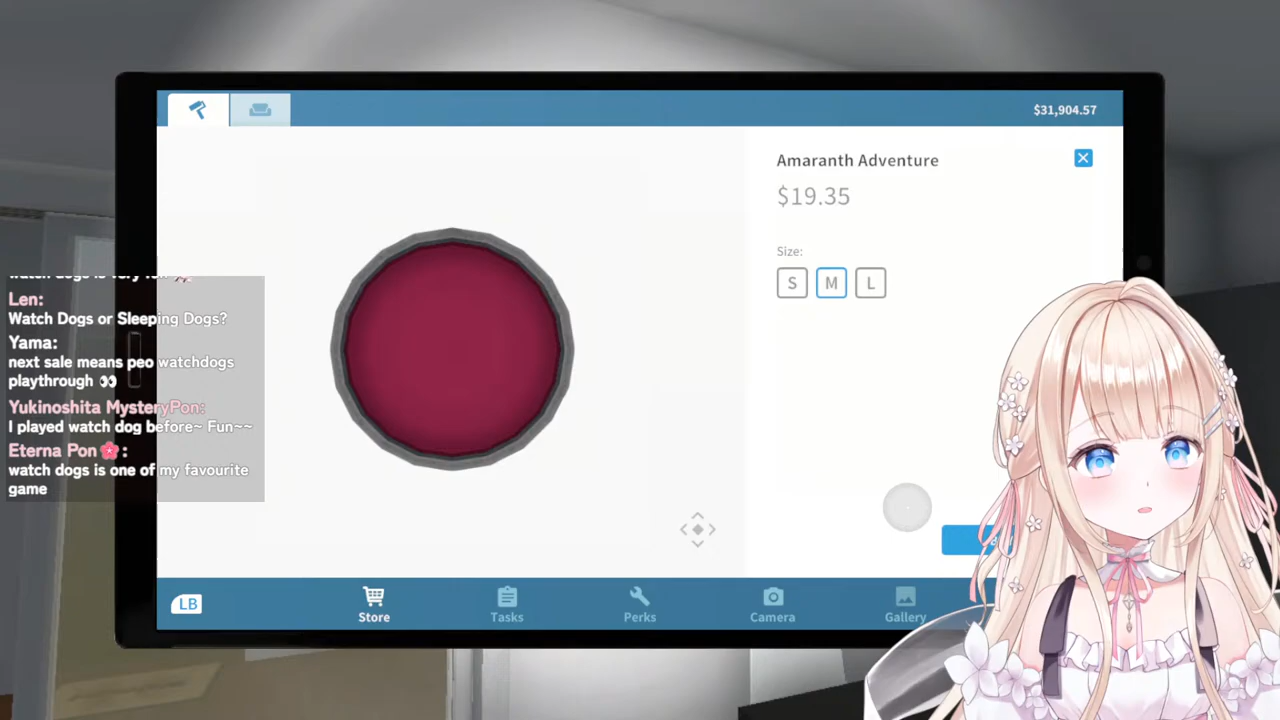 $31,904.57
Amaranth Adventure
$19.35
Size:
S M L
Len:
Watch Dogs or Sleeping Dogs?
Yama:
next sale means peo watchdogs
playthrough 👀
Yukinoshita MysteryPon:
I played watch dog before~ Fun~~
Eterna Pon🌸:
watch dogs is one of my favourite
game
LB
Store
Tasks
Perks
Camera
Gallery